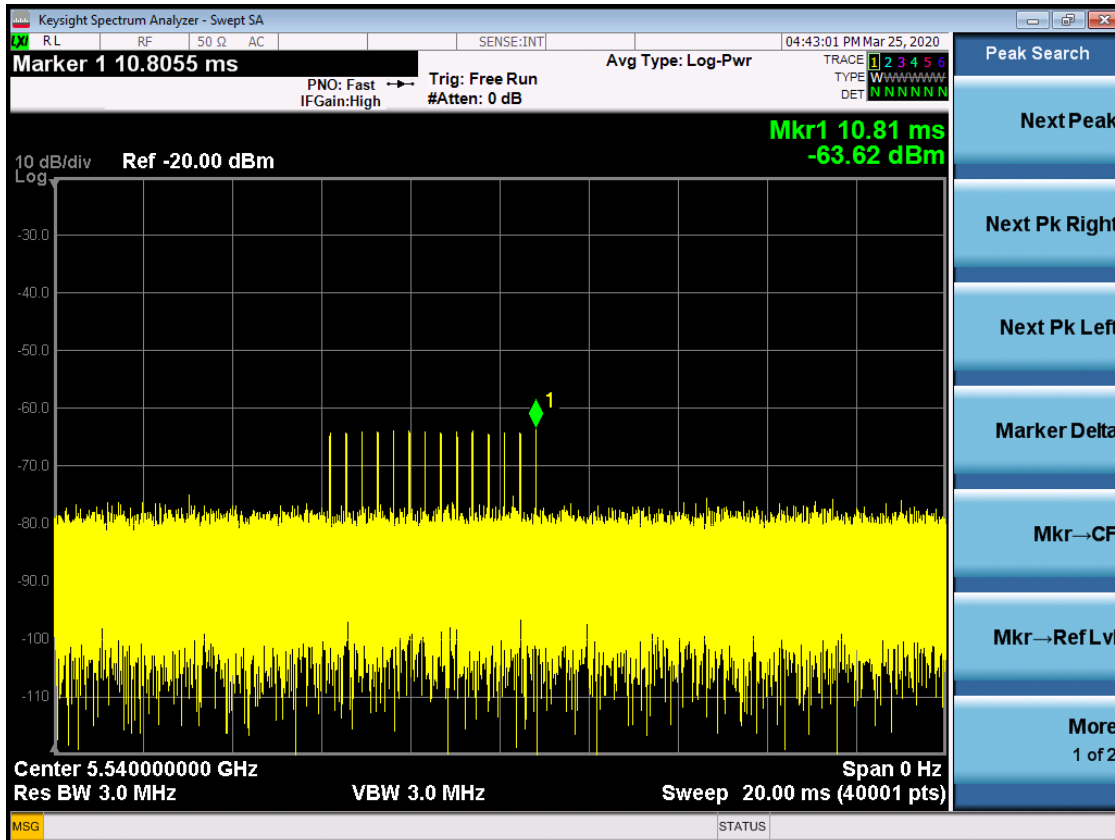 Keysight Spectrum Analyzer - Swept SA
LXI RL RF 50 Ω AC SENSE:INT 04:43:01 PM Mar 25, 2020
Marker 1 10.8055 ms
PNO: Fast
IFGain:High
Trig: Free Run
#Atten: 0 dB
Avg Type: Log-Pwr
TRACE 1 2 3 4 5 6
TYPE WWWWWW
DET N N N N N N
Mkr1 10.81 ms
-63.62 dBm
10 dB/div Ref -20.00 dBm
Log
-30.0
-40.0
-50.0
-60.0
1
-70.0
-80.0
-90.0
-100
-110
Center 5.540000000 GHz Span 0 Hz
Res BW 3.0 MHz VBW 3.0 MHz Sweep 20.00 ms (40001 pts)
MSG STATUS
Peak Search
Next Peak
Next Pk Right
Next Pk Left
Marker Delta
Mkr→CF
Mkr→Ref Lvl
More
1 of 2